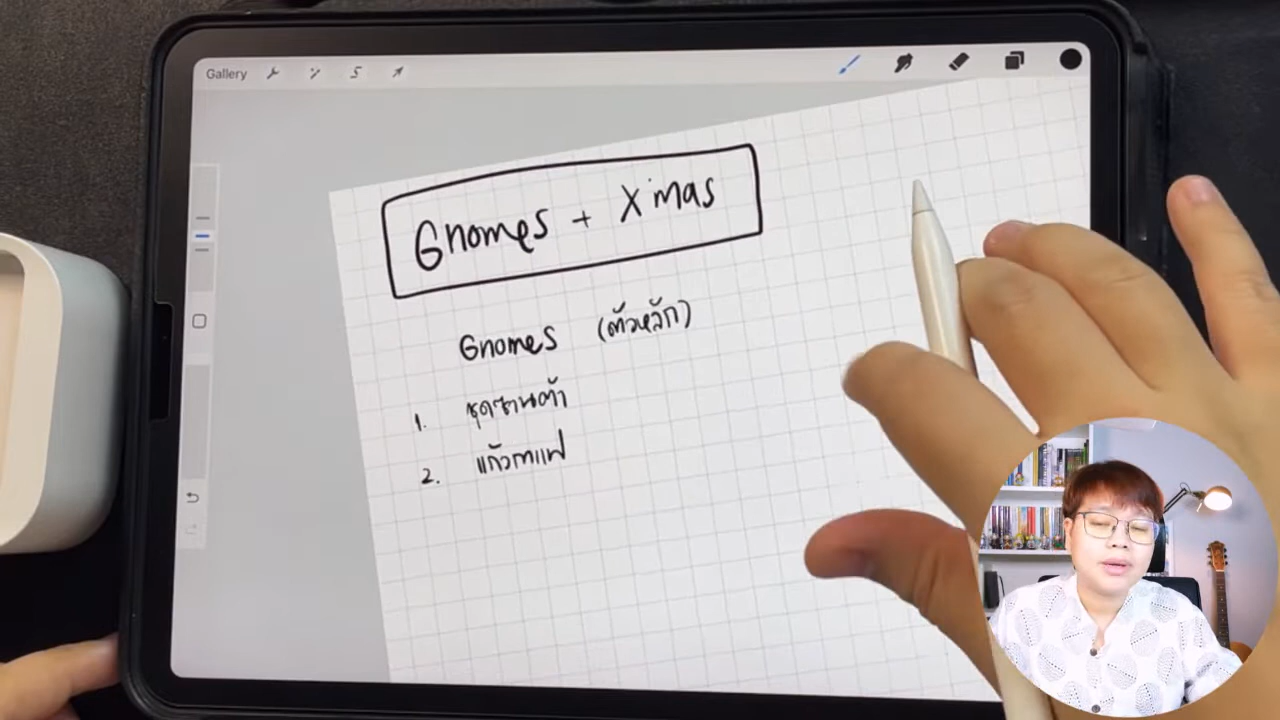 Gallery
Gnomes + X'mas
Gnomes (ตัวหลัก)
1. ชุดซานต้า
2. แก้วกาแฟ